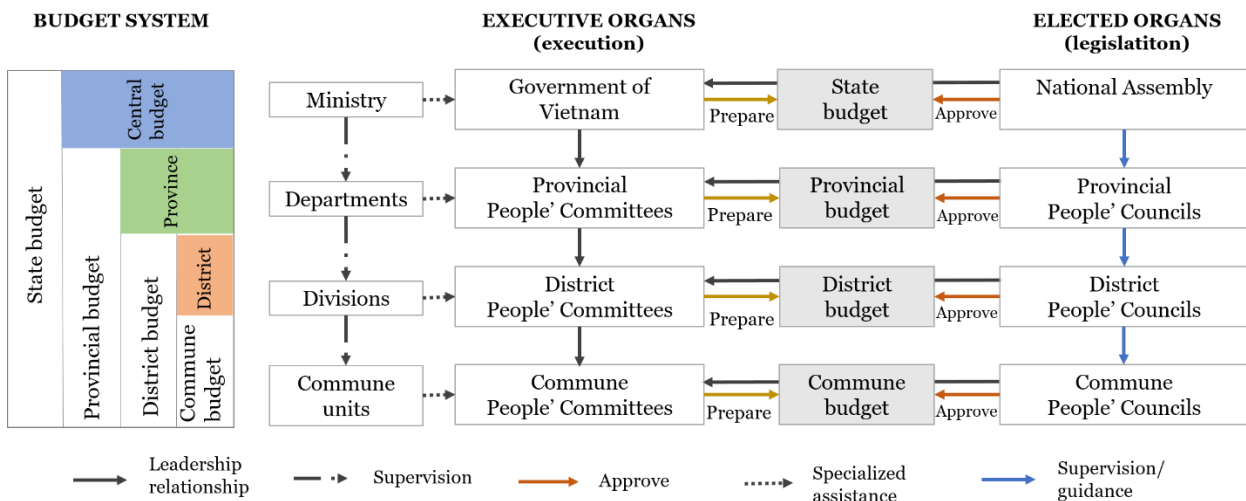 BUDGET SYSTEM
EXECUTIVE ORGANS
(execution)
ELECTED ORGANS
(legislatiton)
State budget
Central
budget
Province
District
Provincial budget
District budget
Commune
budget
Ministry
Government of
Vietnam
Prepare
State
budget
Approve
National Assembly
Departments
Provincial
People’ Committees
Prepare
Provincial
budget
Approve
Provincial
People’ Councils
Divisions
District
People’ Committees
Prepare
District
budget
Approve
District
People’ Councils
Commune
units
Commune
People’ Committees
Prepare
Commune
budget
Approve
Commune
People’ Councils
Leadership
relationship
Supervision
Approve
Specialized
assistance
Supervision/
guidance